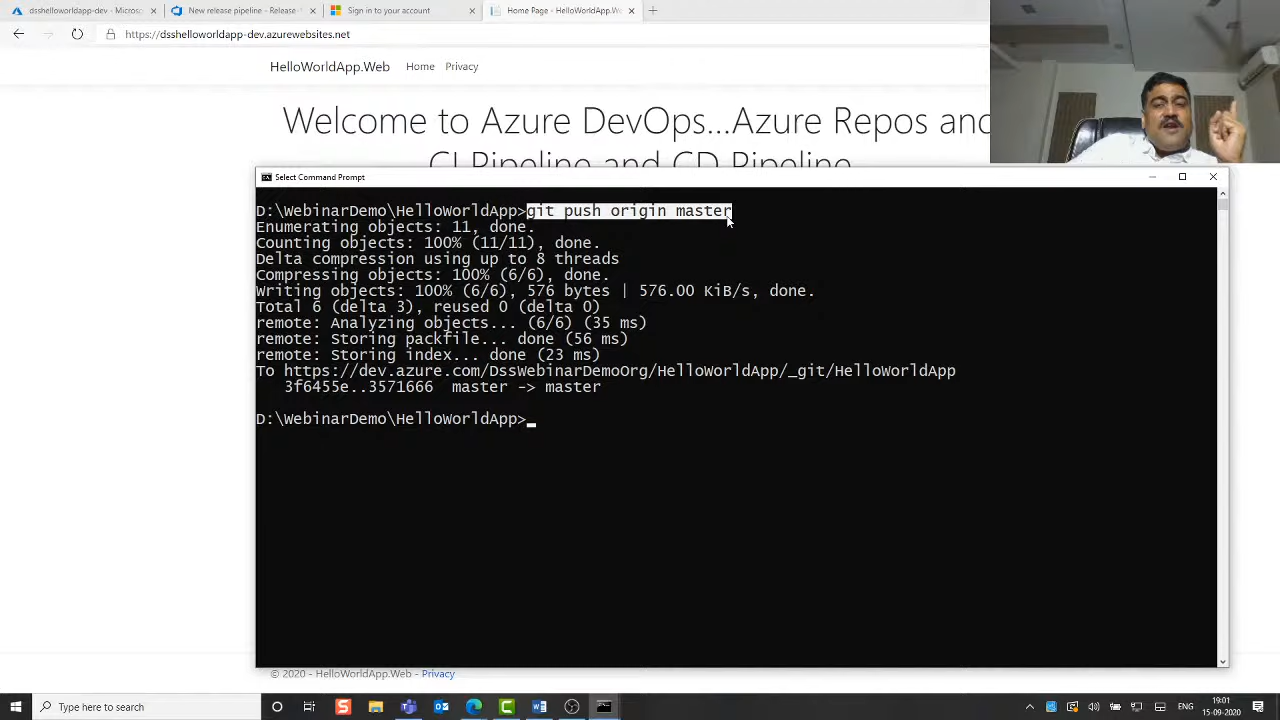 dsshelloworldapp-dev - Micros
New release pipeline - Release
Sign in to your account
Home Page - HelloWorldApp.W
https://dsshelloworldapp-dev.azurewebsites.net
HelloWorldApp.Web Home Privacy
Welcome to Azure DevOps...Azure Repos and
CI Pipeline and CD Pipeline
Select Command Prompt
D:\WebinarDemo\HelloWorldApp>git push origin master
Enumerating objects: 11, done.
Counting objects: 100% (11/11), done.
Delta compression using up to 8 threads
Compressing objects: 100% (6/6), done.
Writing objects: 100% (6/6), 576 bytes | 576.00 KiB/s, done.
Total 6 (delta 3), reused 0 (delta 0)
remote: Analyzing objects... (6/6) (35 ms)
remote: Storing packfile... done (56 ms)
remote: Storing index... done (23 ms)
To https://dev.azure.com/DssWebinarDemoOrg/HelloWorldApp/_git/HelloWorldApp
3f6455e..3571666 master -> master
D:\WebinarDemo\HelloWorldApp>
© 2020 - HelloWorldApp.Web - Privacy
Type here to search
ENG
19:01
15-09-2020